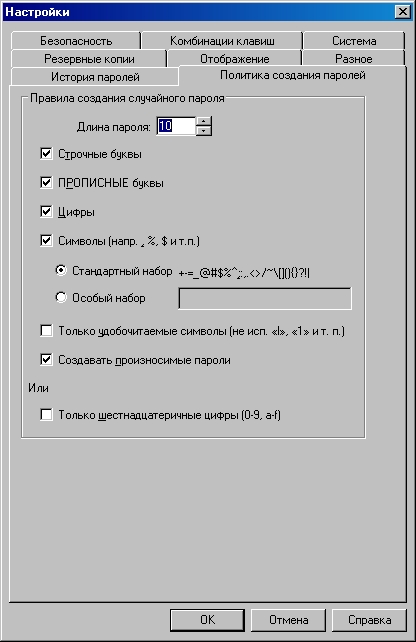 Настройки
Безопасность Комбинации клавиш Система
Резервные копии Отображение Разное
История паролей Политика создания паролей
Правила создания случайного пароля
Длина пароля: 10
Строчные буквы
ПРОПИСНЫЕ буквы
Цифры
Символы (напр. , %, $ и т.п.)
Стандартный набор +-=_@#$%^;:,.<>/~\[](){}?!|
Особый набор
Только удобочитаемые символы (не исп. «l», «1» и т. п.)
Создавать произносимые пароли
Или
Только шестнадцатеричные цифры (0-9, a-f)
OK Отмена Справка